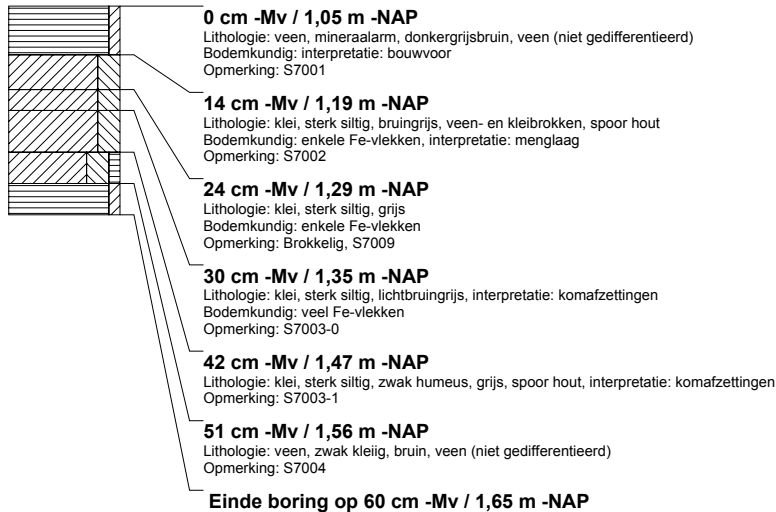 0 cm -Mv / 1,05 m -NAP
Lithologie: veen, mineraalarm, donkergrijsbruin, veen (niet gedifferentieerd)
Bodemkundig: interpretatie: bouwvoor
Opmerking: S7001
14 cm -Mv / 1,19 m -NAP
Lithologie: klei, sterk siltig, bruingrijs, veen- en kleibrokken, spoor hout
Bodemkundig: enkele Fe-vlekken, interpretatie: menglaag
Opmerking: S7002
24 cm -Mv / 1,29 m -NAP
Lithologie: klei, sterk siltig, grijs
Bodemkundig: enkele Fe-vlekken
Opmerking: Brokkelig, S7009
30 cm -Mv / 1,35 m -NAP
Lithologie: klei, sterk siltig, lichtbruingrijs, interpretatie: komafzettingen
Bodemkundig: veel Fe-vlekken
Opmerking: S7003-0
42 cm -Mv / 1,47 m -NAP
Lithologie: klei, sterk siltig, zwak humeus, grijs, spoor hout, interpretatie: komafzettingen
Opmerking: S7003-1
51 cm -Mv / 1,56 m -NAP
Lithologie: veen, zwak kleiig, bruin, veen (niet gedifferentieerd)
Opmerking: S7004
Einde boring op 60 cm -Mv / 1,65 m -NAP